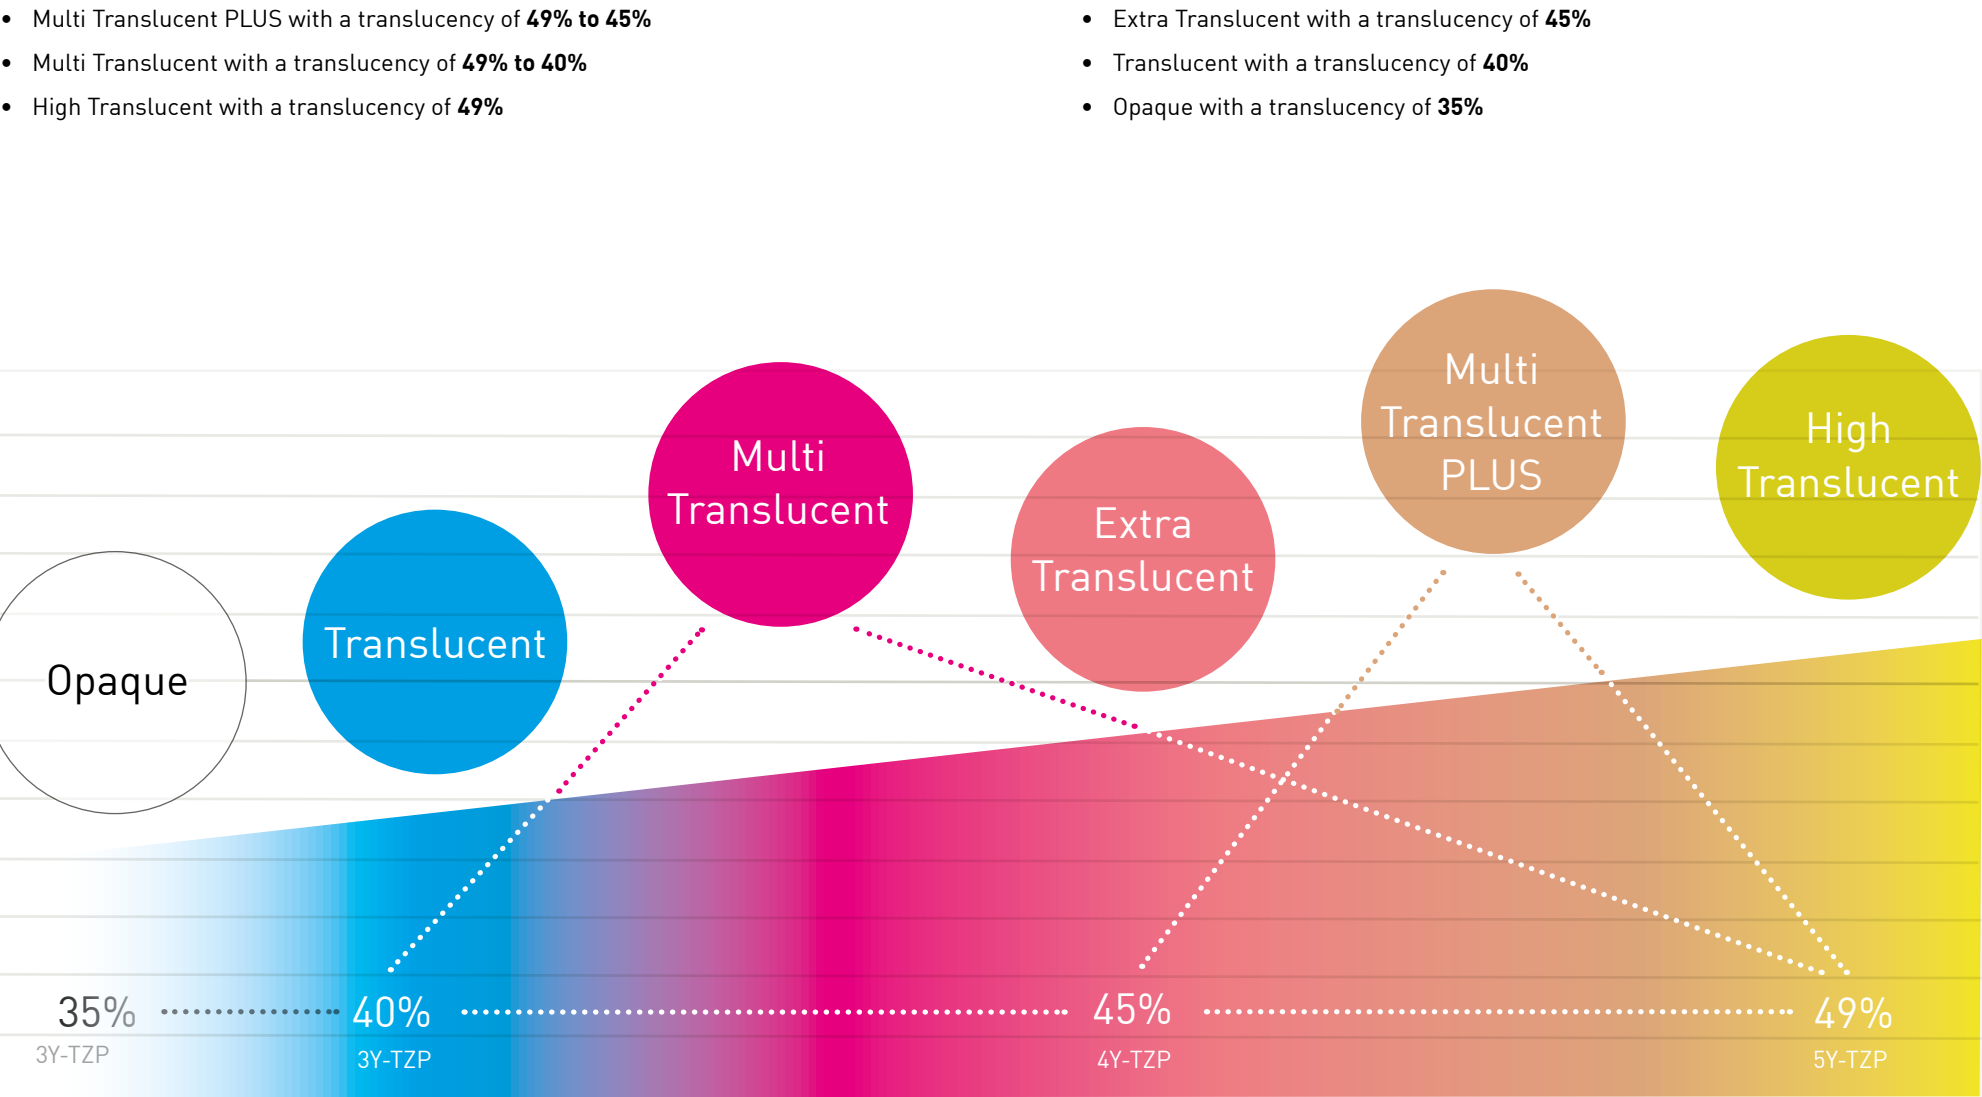 • Multi Translucent PLUS with a translucency of 49% to 45%
• Multi Translucent with a translucency of 49% to 40%
• High Translucent with a translucency of 49%
• Extra Translucent with a translucency of 45%
• Translucent with a translucency of 40%
• Opaque with a translucency of 35%
Opaque
Translucent
Multi
Translucent
Extra
Translucent
Multi
Translucent
PLUS
High
Translucent
35%
3Y-TZP
40%
3Y-TZP
45%
4Y-TZP
49%
5Y-TZP